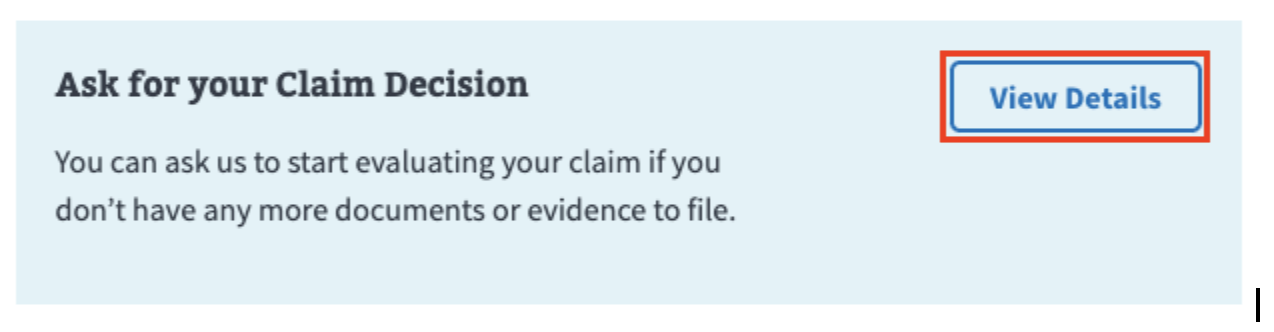 Ask for your Claim Decision
View Details
You can ask us to start evaluating your claim if you
don’t have any more documents or evidence to file.